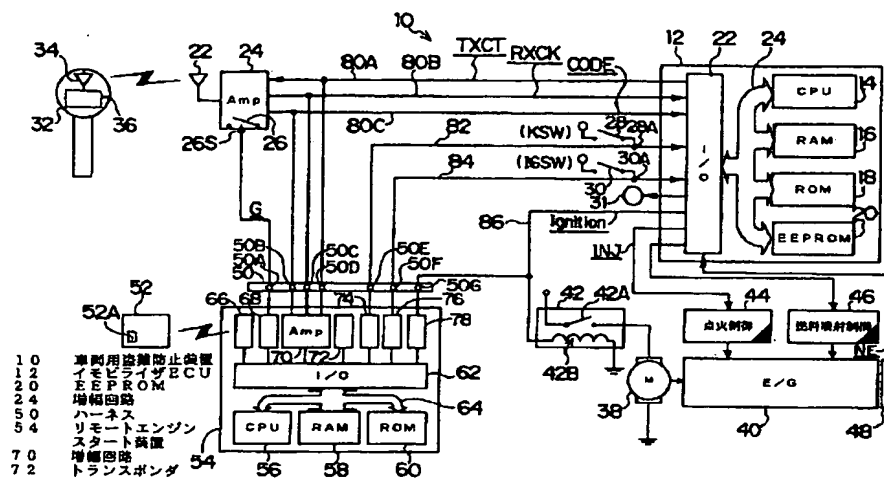 10
34
22
24
32
36
Amp
26
26S
80A
80B
80C
TXCT
RXCK
CODE
82
84
(KSW)
28
28A
(IGSW)
30A
30
31
Ignition
INJ
86
12
22
24
I/O
CPU
14
RAM
16
ROM
18
EEPROM
G
50B
50A
50
50C
50D
50E
50F
50G
52
52A
66
68
74
76
78
Amp
70
72
I/O
62
64
CPU
RAM
ROM
54
56
58
60
42
42A
42B
44
46
点火制御
燃料噴射制御
NE
M
38
E/G
40
48
10 車両用盗難防止装置
12 イモビライザECU
20 EEPROM
24 増幅回路
50 ハーネス
54 リモートエンジン
スタート装置
70 増幅回路
72 トランスポンダ